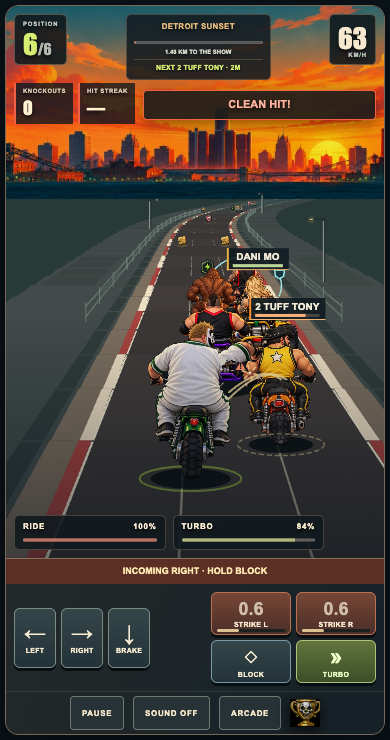 POSITION
6/6
DETROIT SUNSET
1.48 KM TO THE SHOW
NEXT 2 TUFF TONY · 2M
63
KM/H
KNOCKOUTS
0
HIT STREAK
—
CLEAN HIT!
DANI MO
2 TUFF TONY
RIDE 100%
TURBO 84%
INCOMING RIGHT · HOLD BLOCK
← LEFT
→ RIGHT
↓ BRAKE
0.6
STRIKE L
0.6
STRIKE R
◇
BLOCK
»
TURBO
PAUSE
SOUND OFF
ARCADE